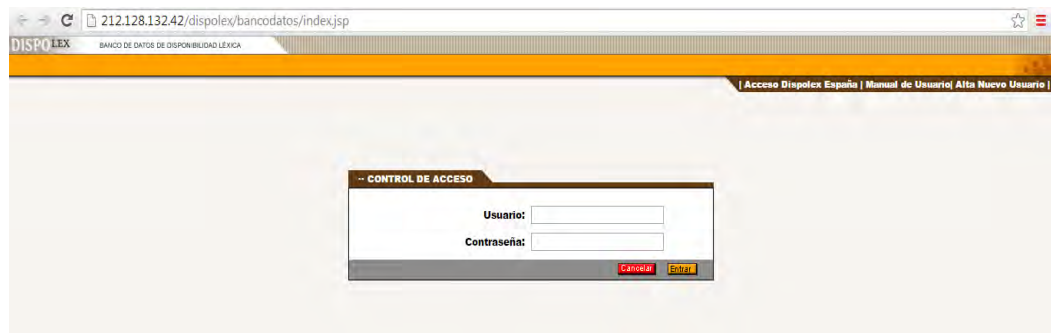 212.128.132.42/dispolex/bancodatos/index.jsp
DISPOLEX BANCO DE DATOS DE DISPONIBILIDAD LÉXICA
| Acceso Dispolex España | Manual de Usuario| Alta Nuevo Usuario |
-- CONTROL DE ACCESO
Usuario:
Contraseña:
Cancelar Entrar